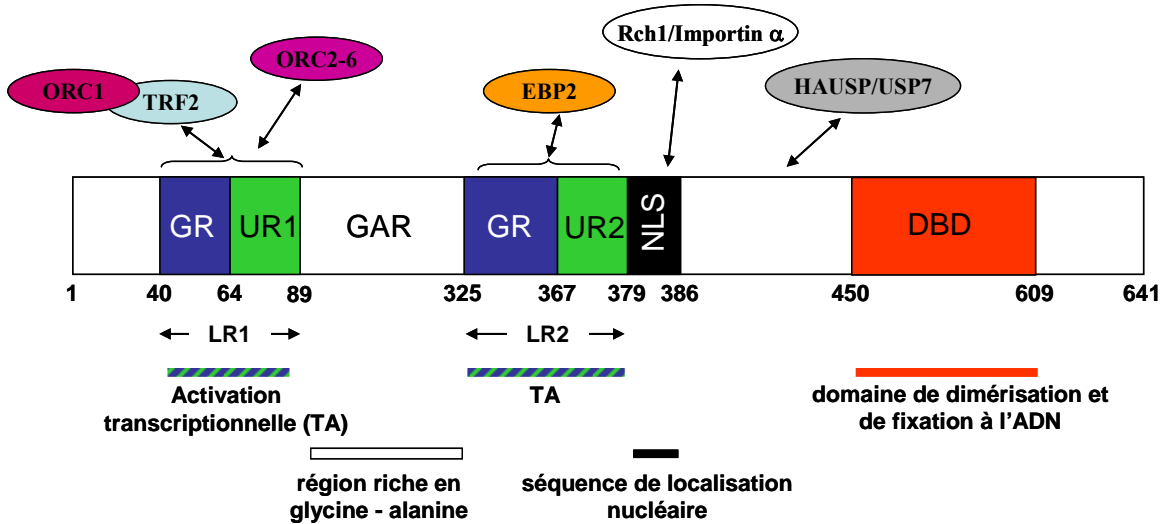 Rch1/Importin α
ORC2-6
ORC1
TRF2
EBP2
HAUSP/USP7
GR
UR1
GAR
GR
UR2
NLS
DBD
1
40
64
89
325
367
379
386
450
609
641
LR1
LR2
Activation
transcriptionnelle (TA)
TA
domaine de dimérisation et
de fixation à l'ADN
région riche en
glycine - alanine
séquence de localisation
nucléaire